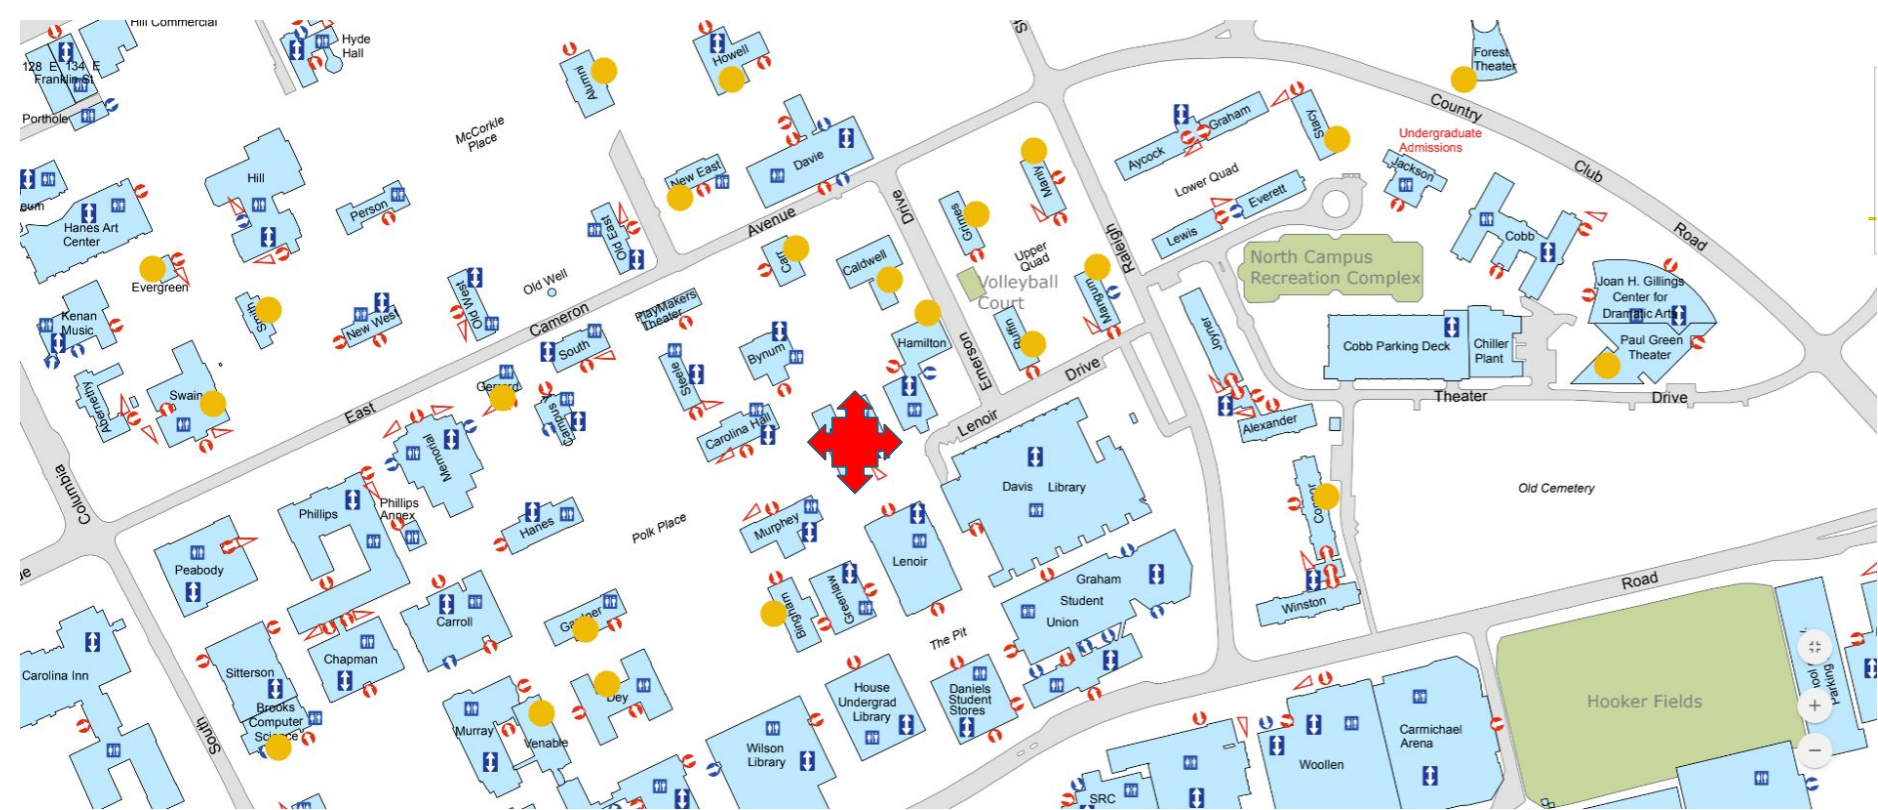 Hill Commercial
128 E
134 E
Franklin St
Porthole
Hyde
Hall
Alumni
Howell
McCorkle
Place
Davie
New East
Avenue
Drive
Forest
Theater
Country
Club
Road
Undergraduate
Admissions
Graham
Aycock
Stacy
Jackson
Lower Quad
Everett
Lewis
Cobb
Manly
Grimes
Upper
Quad
Raleigh
Volleyball
Court
North Campus
Recreation Complex
Joan H. Gillings
Center for
Dramatic Arts
Paul Green
Theater
Cobb Parking Deck
Chiller
Plant
Theater
Drive
Hill
Person
Hanes Art
Center
Evergreen
Kenan
Music
Smith
New West
Old West
Old East
Old Well
Cameron
Carr
Caldwell
PlayMakers
Theater
South
Steele
Bynum
Hamilton
Emerson
Ruffin
Mangum
Drive
Lenoir
Joyner
Alexander
Abernethy
Swain
East
Gerrard
Campus Y
Memorial
Carolina Hall
Columbia
Phillips
Phillips
Annex
Hanes
Polk Place
Murphey
Lenoir
Davis Library
Connor
Old Cemetery
Peabody
Carroll
Gardner
Bingham
Greenlaw
Graham
Student
Union
Winston
Road
The Pit
Carolina Inn
Sitterson
Brooks
Computer
Science
Chapman
Murray
Venable
Dey
Wilson
Library
House
Undergrad
Library
Daniels
Student
Stores
South
SRC
Woollen
Carmichael
Arena
Hooker Fields
Parking
+
−